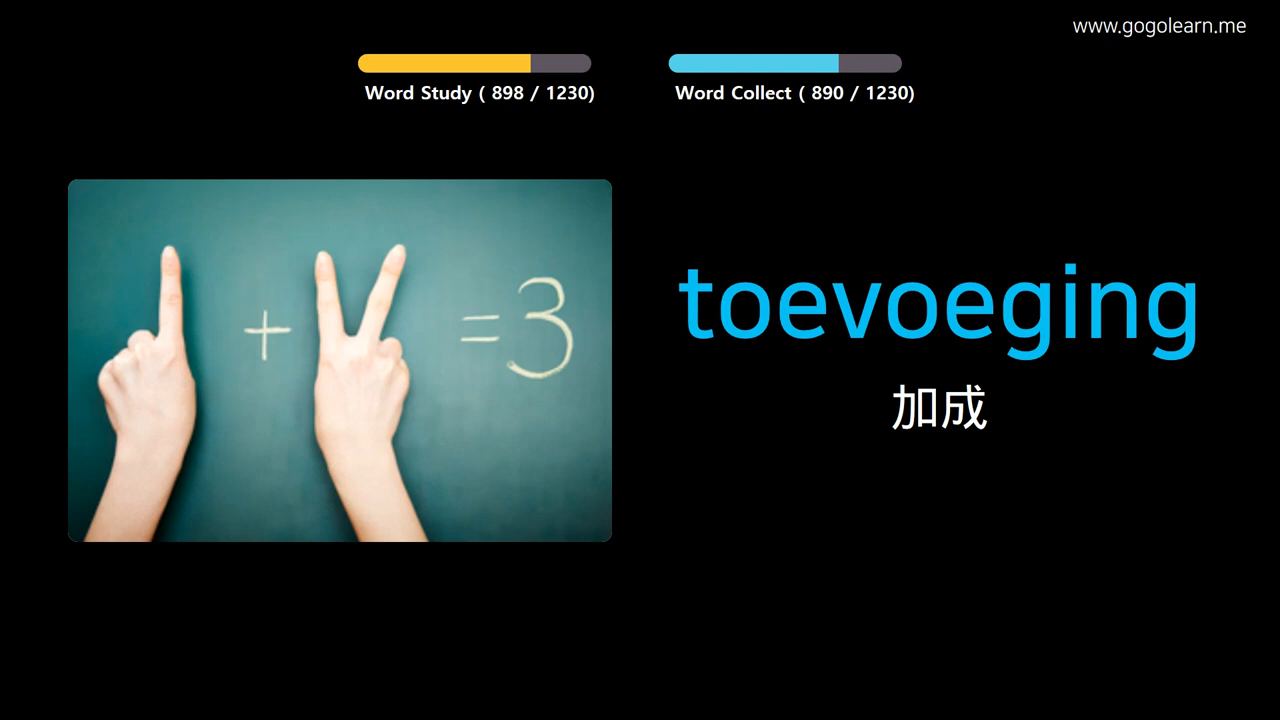 www.gogolearn.me
Word Study ( 898 / 1230)
Word Collect ( 890 / 1230)
+ = 3
toevoeging
加成